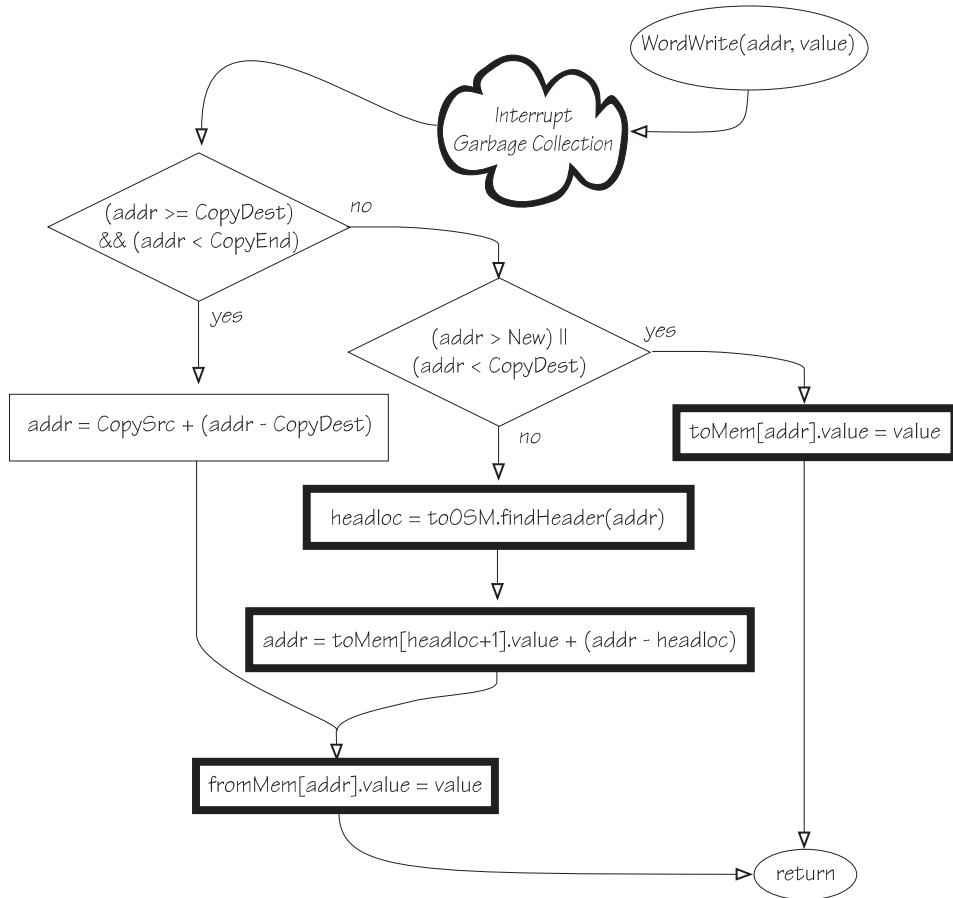 WordWrite(addr, value)
Interrupt
Garbage Collection
(addr >= CopyDest)
&& (addr < CopyEnd)
no
yes
(addr > New) ||
(addr < CopyDest)
yes
no
addr = CopySrc + (addr - CopyDest)
toMem[addr].value = value
headloc = toOSM.findHeader(addr)
addr = toMem[headloc+1].value + (addr - headloc)
fromMem[addr].value = value
return